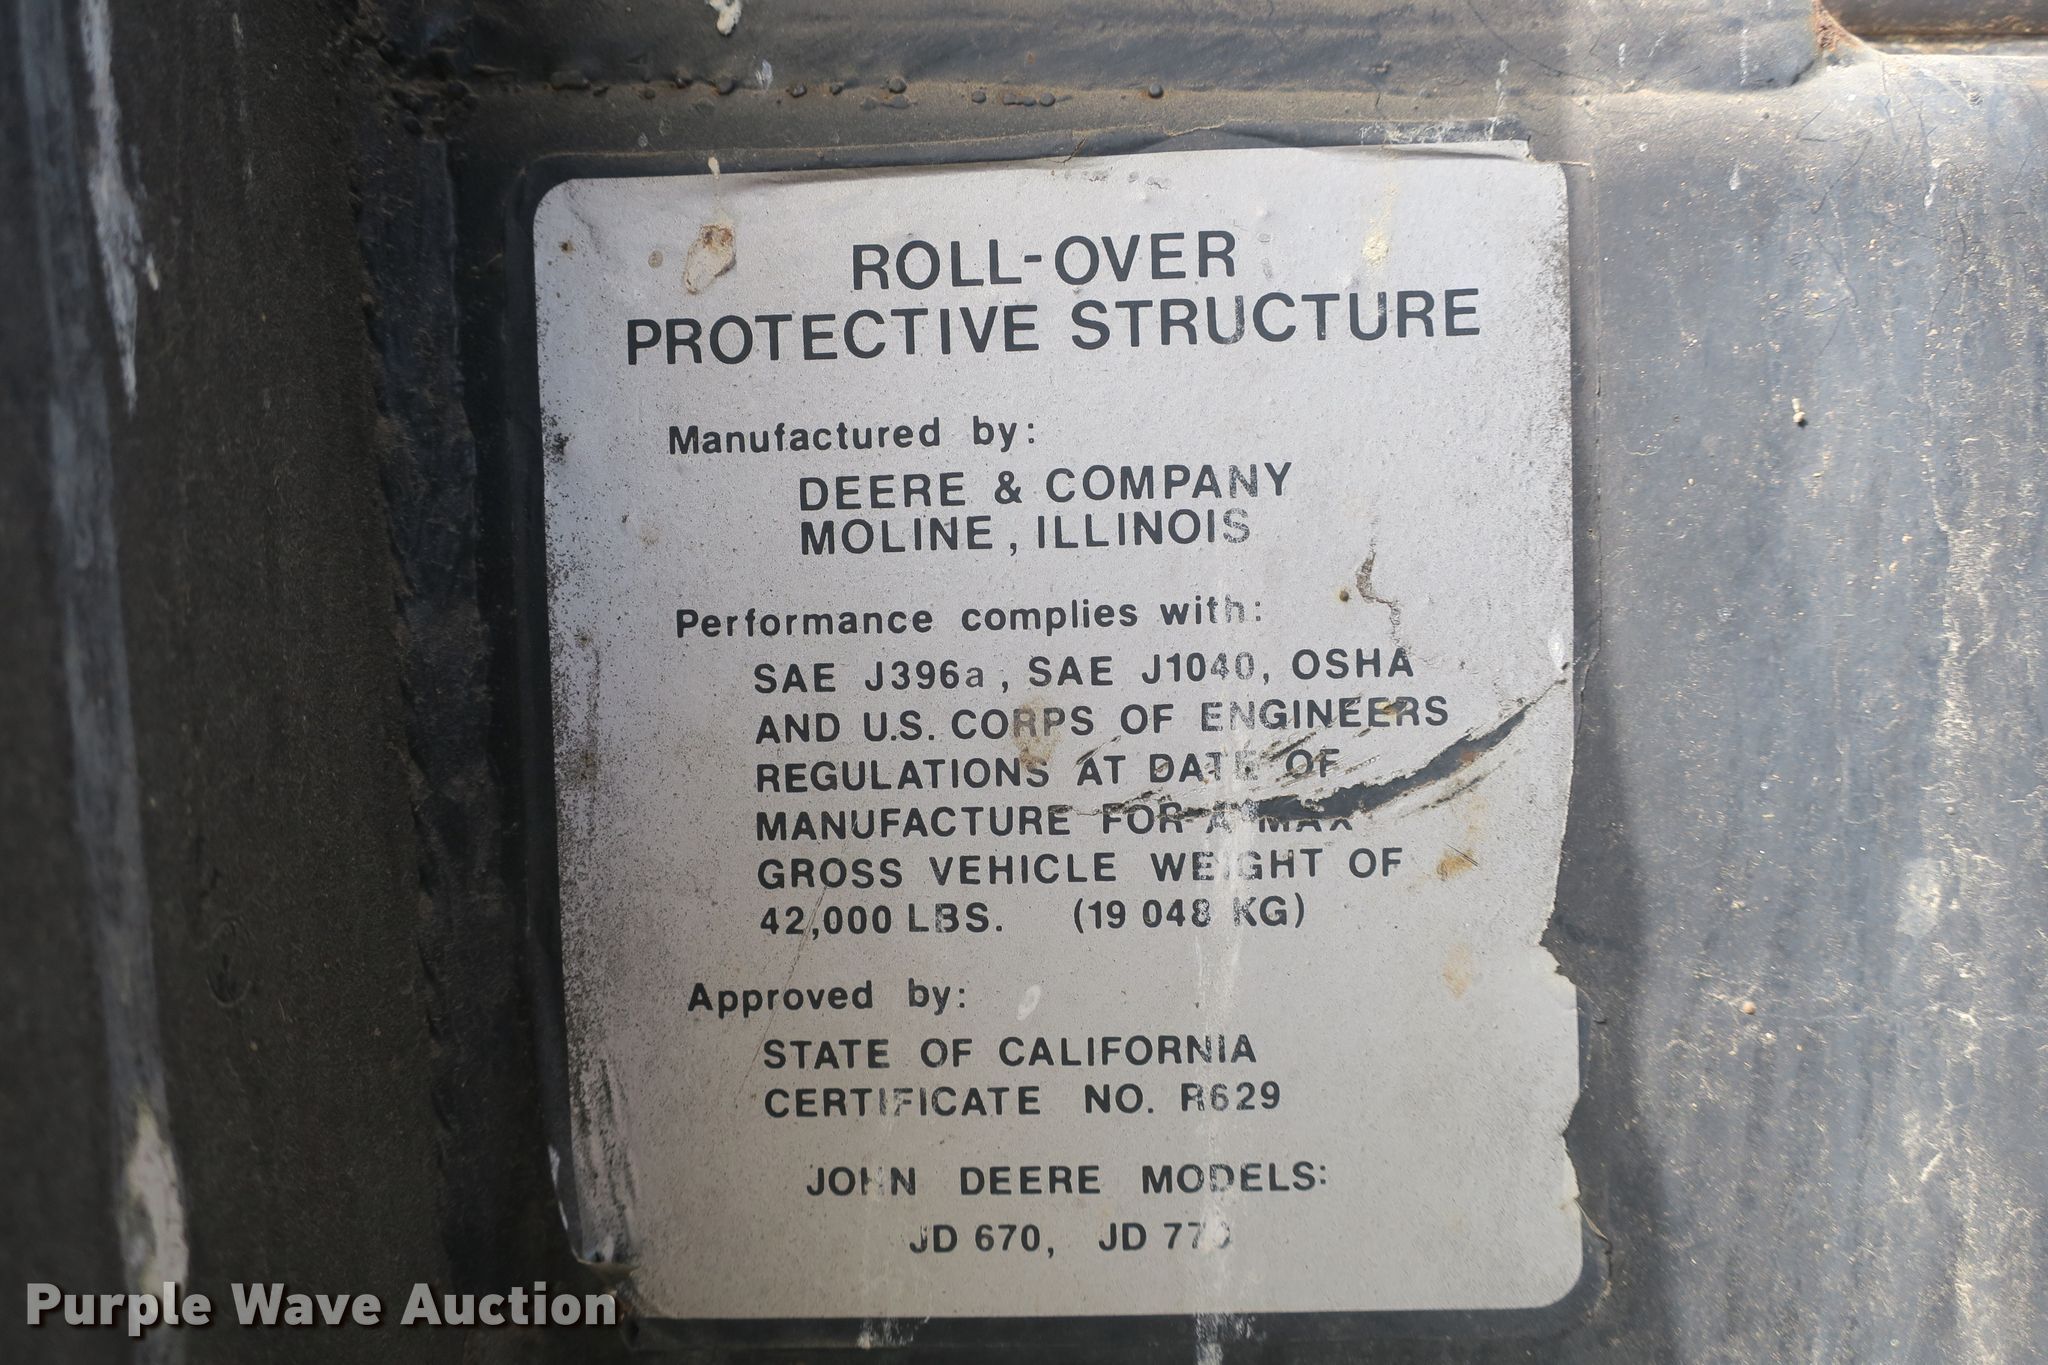 ROLL-OVER
PROTECTIVE STRUCTURE
Manufactured by:
DEERE & COMPANY
MOLINE, ILLINOIS
Performance complies with:
SAE J396a, SAE J1040, OSHA
AND U.S. CORPS OF ENGINEERS
REGULATIONS AT DATE OF
MANUFACTURE FOR A MAX
GROSS VEHICLE WEIGHT OF
42,000 LBS. (19 048 KG)
Approved by:
STATE OF CALIFORNIA
CERTIFICATE NO. R629
JOHN DEERE MODELS:
JD 670, JD 770
Purple Wave Auction